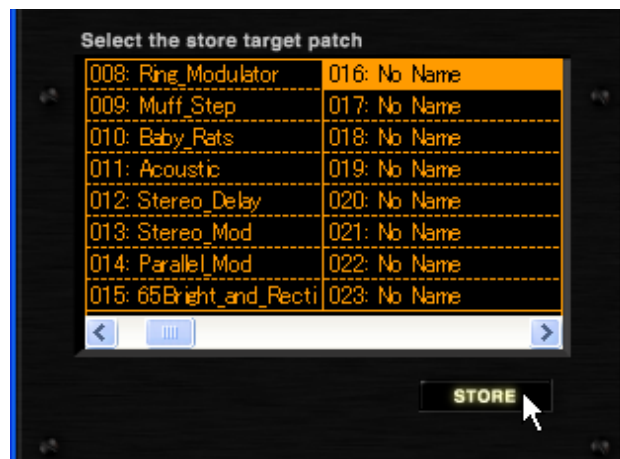 Select the store target patch
008: Ring_Modulator
009: Muff_Step
010: Baby_Rats
011: Acoustic
012: Stereo_Delay
013: Stereo_Mod
014: Parallel_Mod
015: 65Bright_and_Recti
016: No Name
017: No Name
018: No Name
019: No Name
020: No Name
021: No Name
022: No Name
023: No Name
STORE